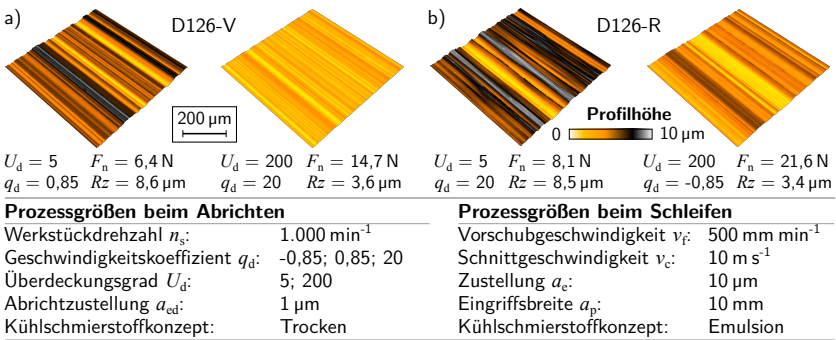 a) D126-V b) D126-R
200 µm
Profilhöhe
0 10 µm
U_d = 5 F_n = 6,4 N U_d = 200 F_n = 14,7 N U_d = 5 F_n = 8,1 N U_d = 200 F_n = 21,6 N
q_d = 0,85 Rz = 8,6 µm q_d = 20 Rz = 3,6 µm q_d = 20 Rz = 8,5 µm q_d = -0,85 Rz = 3,4 µm
Prozessgrößen beim Abrichten
Werkstückdrehzahl n_s: 1.000 min⁻¹
Geschwindigkeitskoeffizient q_d: -0,85; 0,85; 20
Überdeckungsgrad U_d: 5; 200
Abrichtzustellung a_ed: 1 µm
Kühlschmierstoffkonzept: Trocken
Prozessgrößen beim Schleifen
Vorschubgeschwindigkeit v_f: 500 mm min⁻¹
Schnittgeschwindigkeit v_c: 10 m s⁻¹
Zustellung a_e: 10 µm
Eingriffsbreite a_p: 10 mm
Kühlschmierstoffkonzept: Emulsion